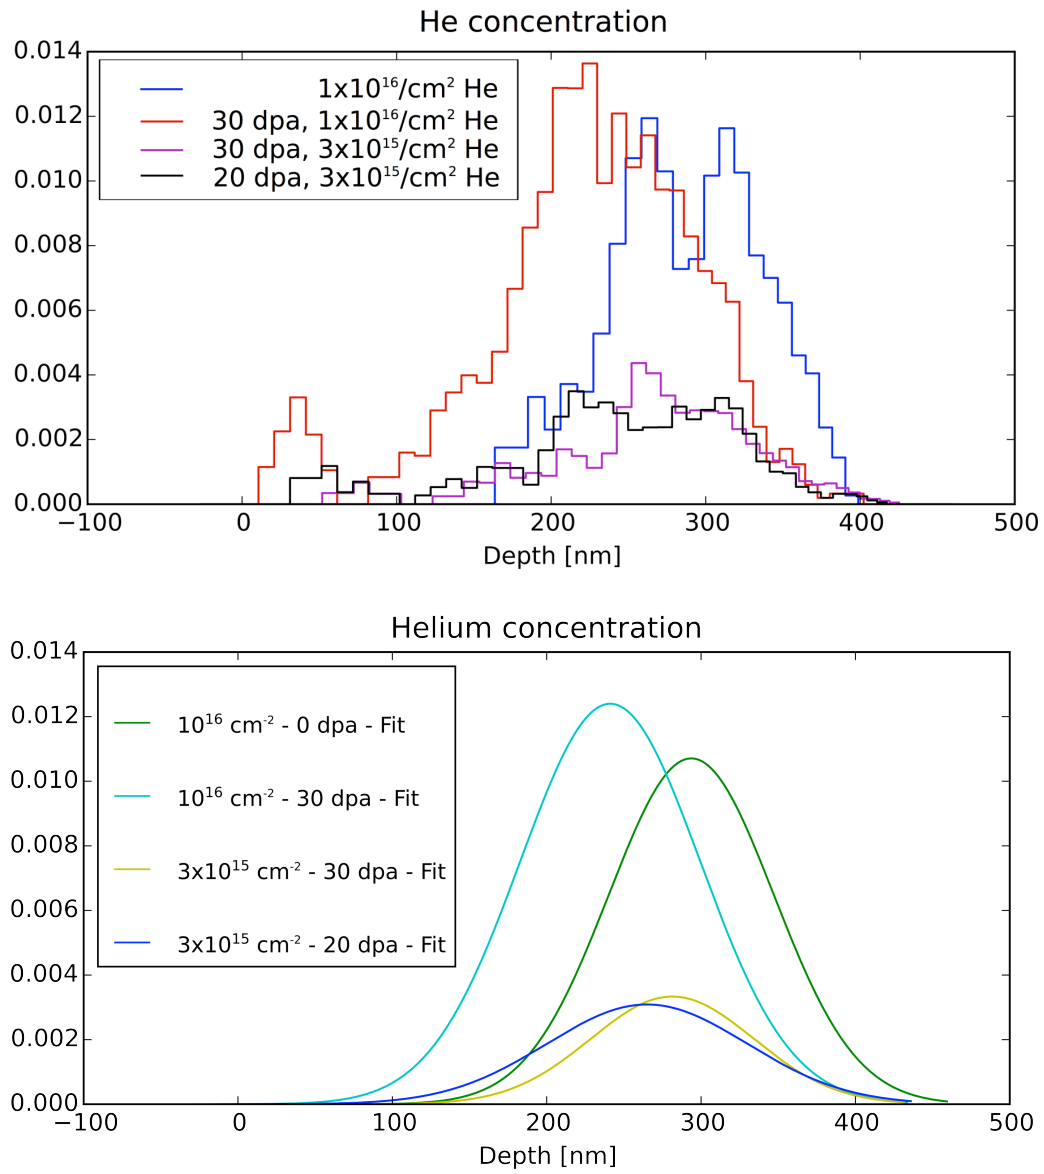 He concentration
0.014
0.012
0.010
0.008
0.006
0.004
0.002
0.000
1x10¹⁶/cm² He
30 dpa, 1x10¹⁶/cm² He
30 dpa, 3x10¹⁵/cm² He
20 dpa, 3x10¹⁵/cm² He
−100 0 100 200 300 400 500
Depth [nm]
Helium concentration
0.014
0.012
0.010
0.008
0.006
0.004
0.002
0.000
10¹⁶ cm⁻² - 0 dpa - Fit
10¹⁶ cm⁻² - 30 dpa - Fit
3x10¹⁵ cm⁻² - 30 dpa - Fit
3x10¹⁵ cm⁻² - 20 dpa - Fit
−100 0 100 200 300 400 500
Depth [nm]